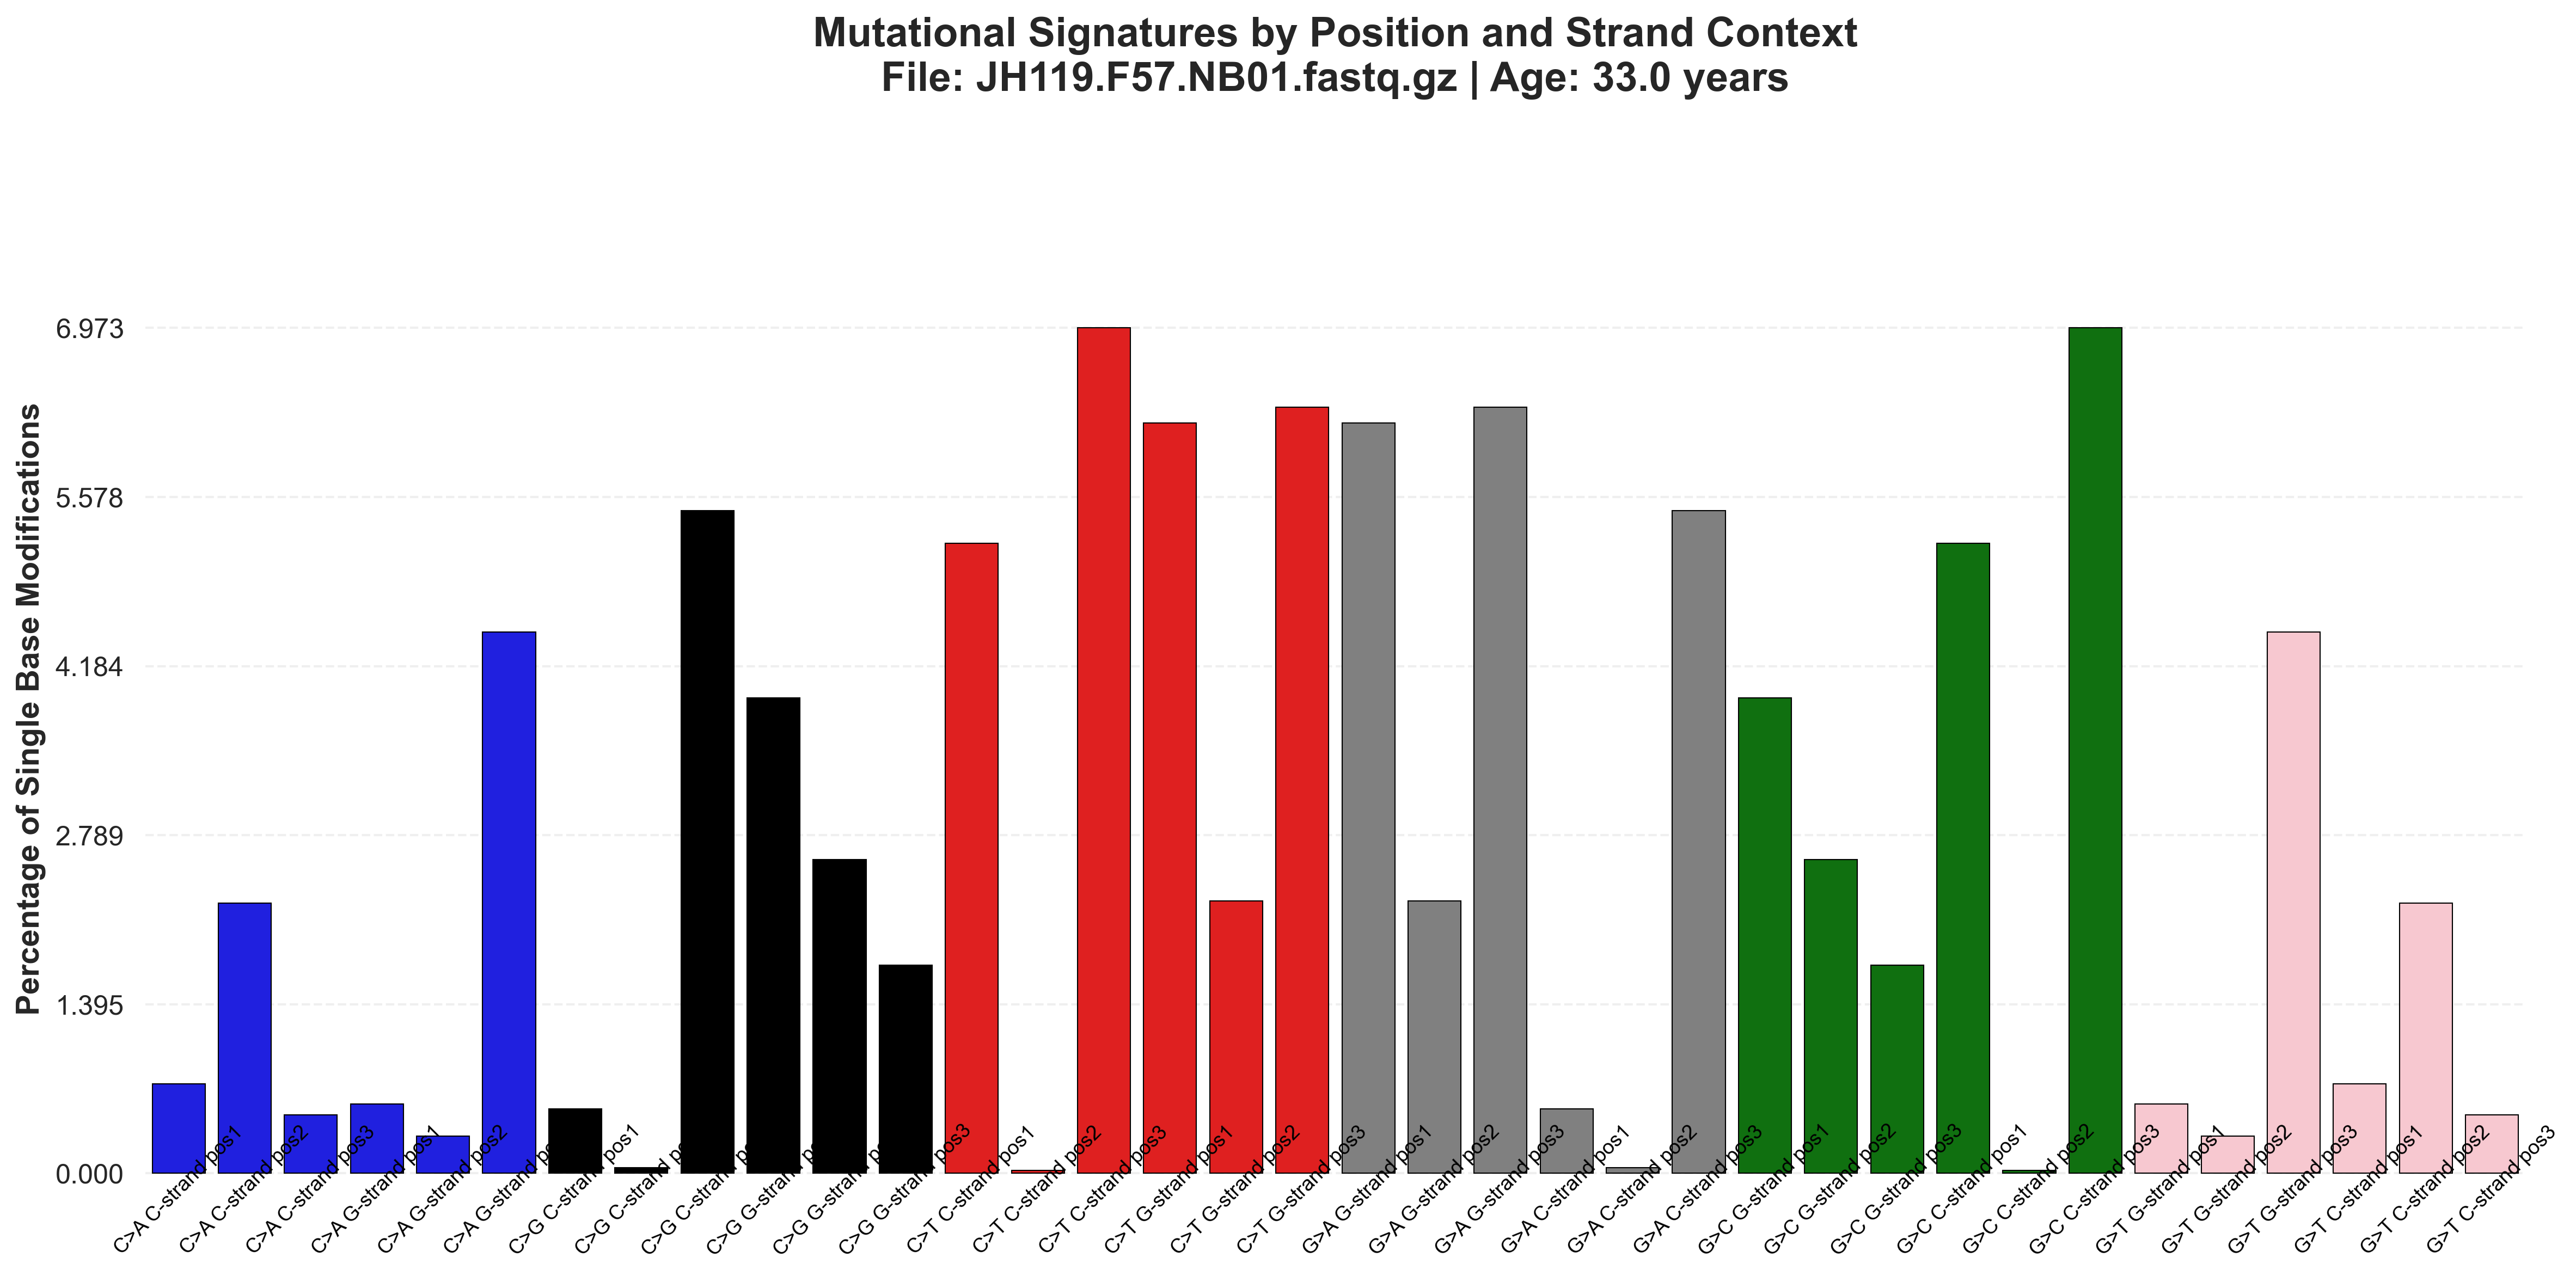 Mutational Signatures by Position and Strand Context
File: JH119.F57.NB01.fastq.gz | Age: 33.0 years
Percentage of Single Base Modifications
6.973
5.578
4.184
2.789
1.395
0.000
C>A C-strand pos1
C>A C-strand pos2
C>A C-strand pos3
C>A G-strand pos1
C>A G-strand pos2
C>A G-strand
C>G C-strand pos1
C>G C-strand
C>G C-strand
C>G G-strand
C>G G-strand
C>G G-strand pos3
C>T C-strand pos1
C>T C-strand pos2
C>T C-strand pos3
C>T G-strand pos1
C>T G-strand pos2
C>T G-strand pos3
G>A G-strand pos1
G>A G-strand pos2
G>A G-strand pos3
G>A C-strand pos1
G>A C-strand pos2
G>A C-strand pos3
G>C G-strand pos1
G>C G-strand pos2
G>C G-strand pos3
G>C C-strand pos1
G>C C-strand pos2
G>C C-strand pos3
G>T G-strand pos1
G>T G-strand pos2
G>T G-strand pos3
G>T C-strand pos1
G>T C-strand pos2
G>T C-strand pos3